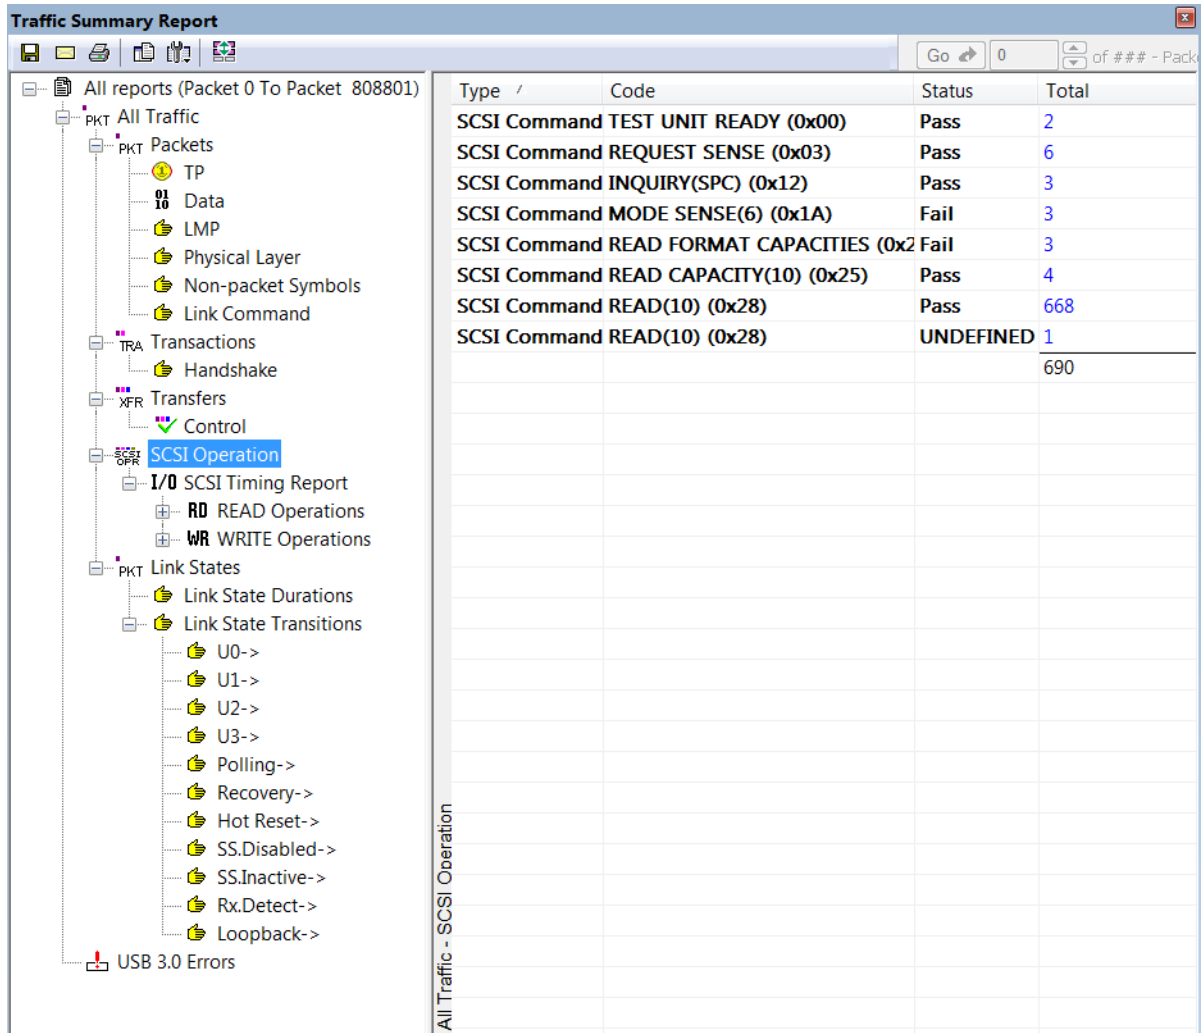 Traffic Summary Report
Go 0 of ### - Pack
All reports (Packet 0 To Packet 808801)
PKT All Traffic
PKT Packets
1 TP
01 10 Data
LMP
Physical Layer
Non-packet Symbols
Link Command
TRA Transactions
Handshake
XFR Transfers
Control
SCSI OPR SCSI Operation
I/O SCSI Timing Report
RD READ Operations
WR WRITE Operations
PKT Link States
Link State Durations
Link State Transitions
U0->
U1->
U2->
U3->
Polling->
Recovery->
Hot Reset->
SS.Disabled->
SS.Inactive->
Rx.Detect->
Loopback->
USB 3.0 Errors
All Traffic - SCSI Operation
Type / Code Status Total
SCSI Command TEST UNIT READY (0x00) Pass 2
SCSI Command REQUEST SENSE (0x03) Pass 6
SCSI Command INQUIRY(SPC) (0x12) Pass 3
SCSI Command MODE SENSE(6) (0x1A) Fail 3
SCSI Command READ FORMAT CAPACITIES (0x2 Fail 3
SCSI Command READ CAPACITY(10) (0x25) Pass 4
SCSI Command READ(10) (0x28) Pass 668
SCSI Command READ(10) (0x28) UNDEFINED 1
690